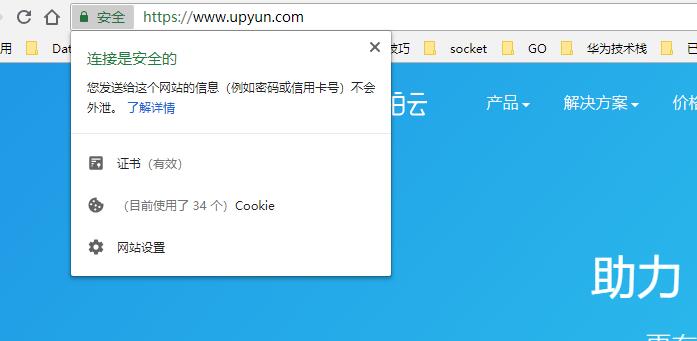 安全 https://www.upyun.com
用 Dat 技巧 socket GO 华为技术栈 已
连接是安全的
您发送给这个网站的信息（例如密码或信用卡号）不会
外泄。 了解详情
拍云 产品 解决方案 价格
证书（有效）
（目前使用了 34 个）Cookie
网站设置
助力